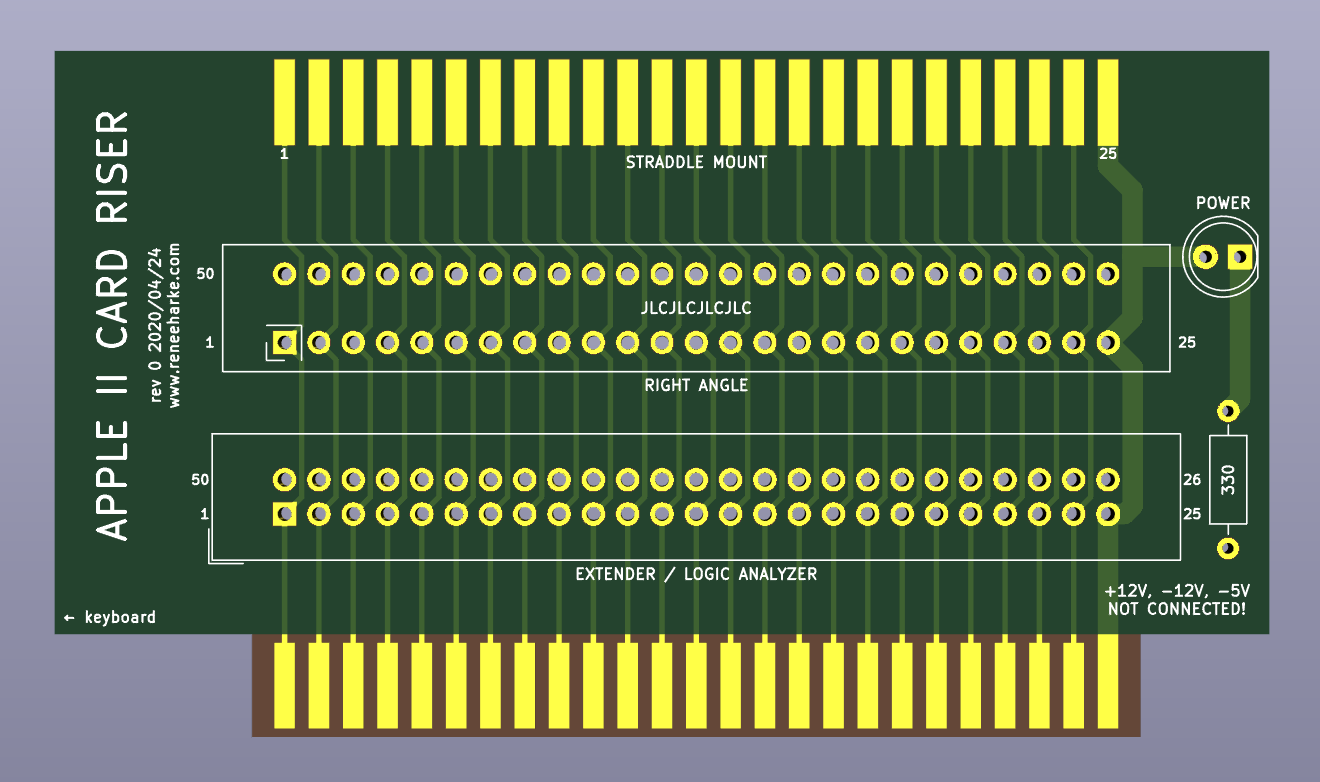 APPLE II CARD RISER
rev 0 2020/04/24
www.reneeharke.com
1
25
STRADDLE MOUNT
POWER
50
JLCJLCJLCJLC
1
25
RIGHT ANGLE
50
26
1
25
330
EXTENDER / LOGIC ANALYZER
+12V, −12V, −5V
NOT CONNECTED!
← keyboard